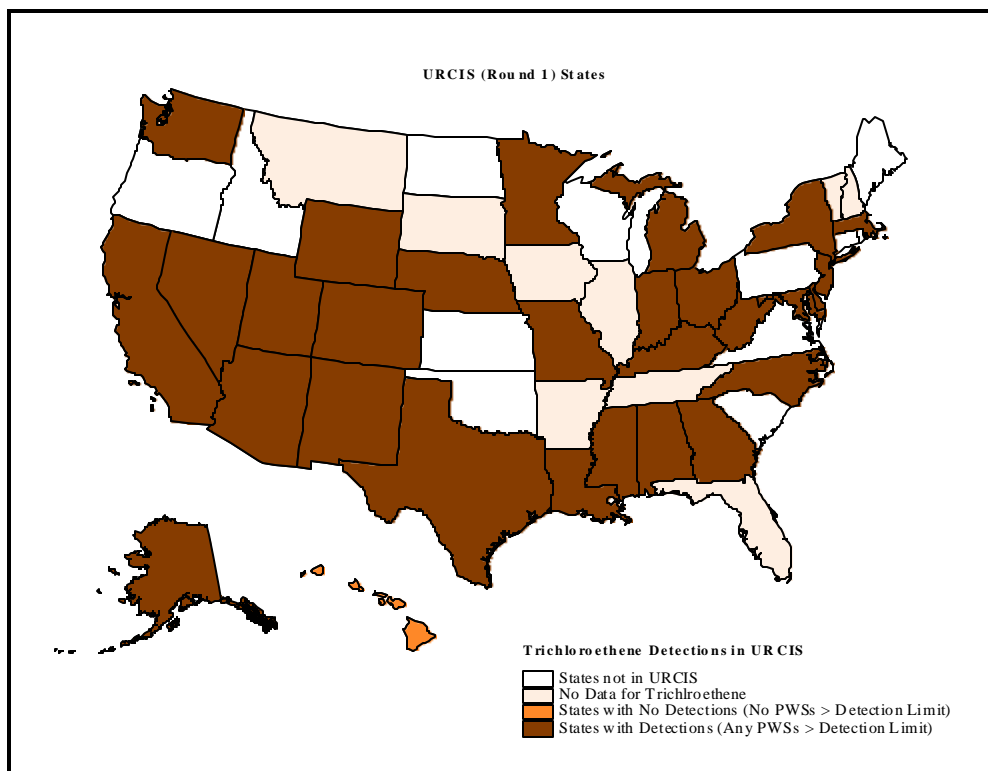 URCIS (Round 1) States
Trichloroethene Detections in URCIS
States not in URCIS
No Data for Trichlroethene
States with No Detections (No PWSs > Detection Limit)
States with Detections (Any PWSs > Detection Limit)